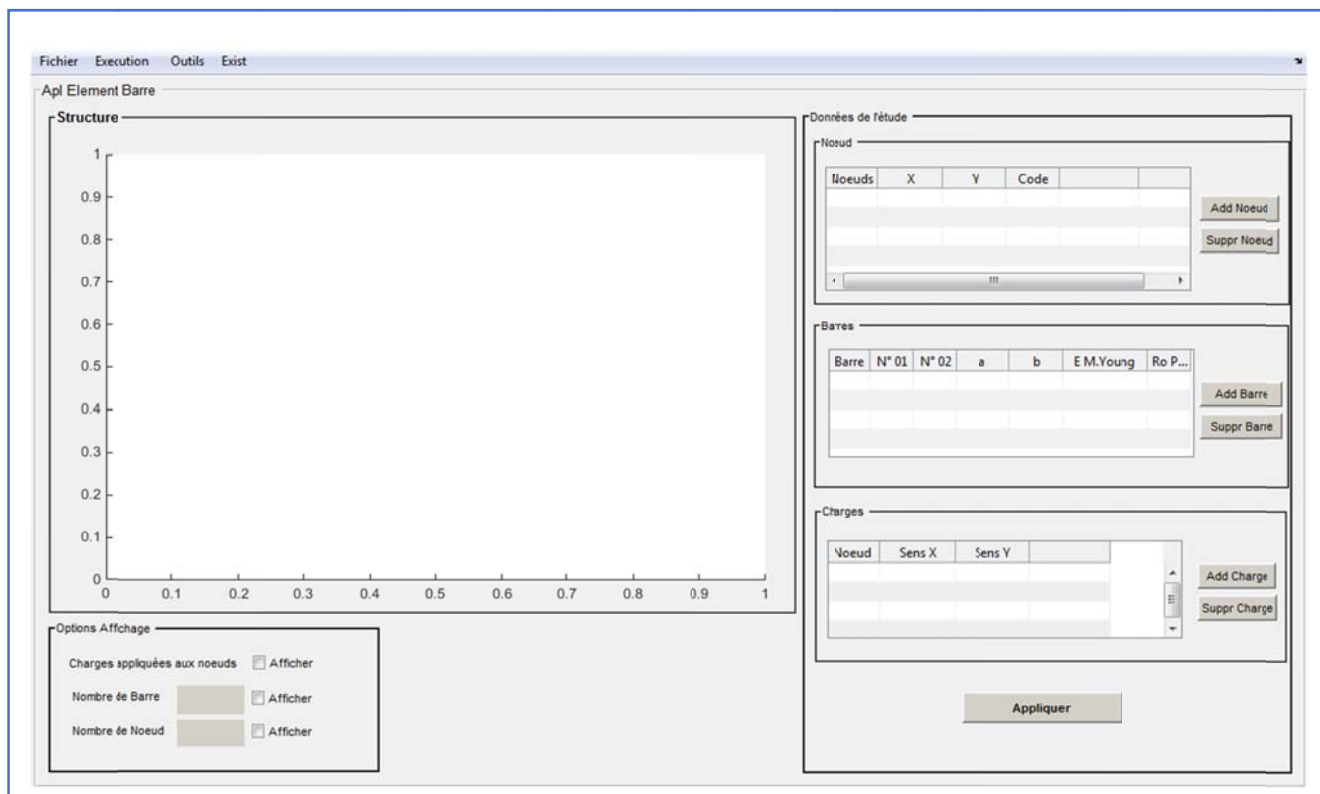 Fichier Execution Outils Exist
Apl Element Barre
Structure
1
0.9
0.8
0.7
0.6
0.5
0.4
0.3
0.2
0.1
0
0 0.1 0.2 0.3 0.4 0.5 0.6 0.7 0.8 0.9 1
Options Affchage
Charges appliquées aux noeuds Afficher
Nombre de Barre Afficher
Nombre de Noeud Afficher
Données de l'étude
Noeud
Noeuds X Y Code
Add Noeud
Suppr Noeud
Barres
Barre N° 01 N° 02 a b E M.Young Ro P...
Add Barre
Suppr Barre
Charges
Noeud Sens X Sens Y
Add Charge
Suppr Charge
Appliquer